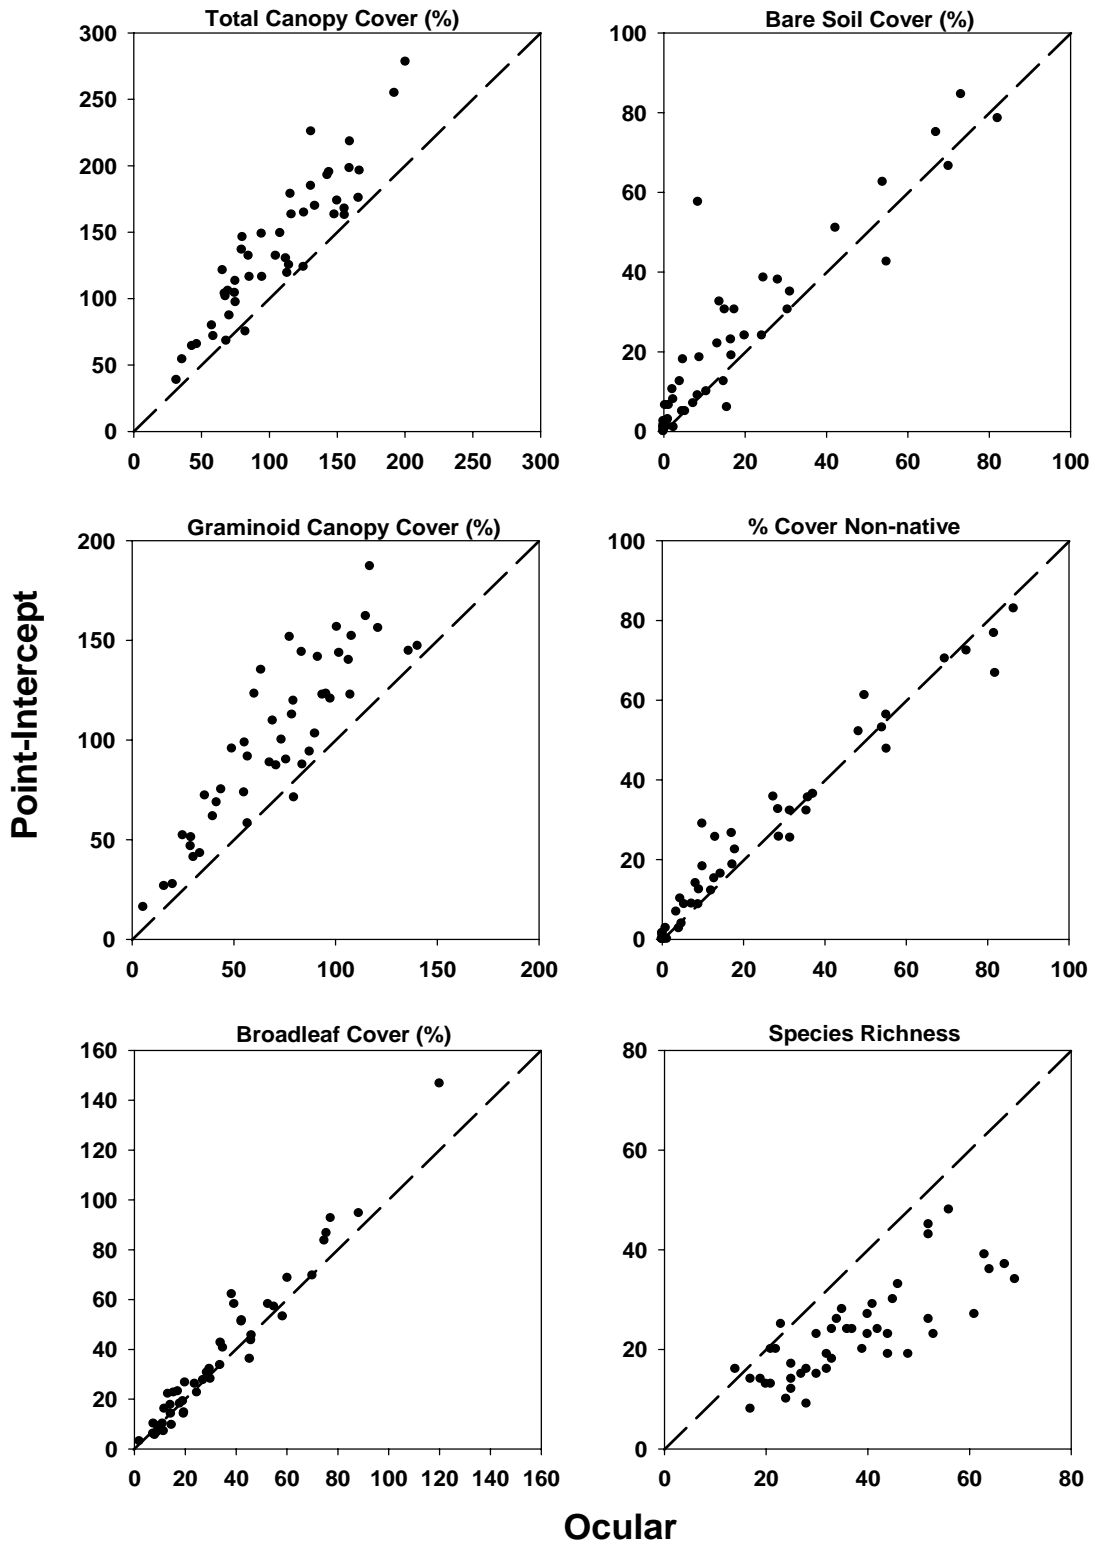 Total Canopy Cover (%)
300
250
200
150
100
50
0
0 50 100 150 200 250 300
Bare Soil Cover (%)
100
80
60
40
20
0
0 20 40 60 80 100
Graminoid Canopy Cover (%)
200
150
100
50
0
0 50 100 150 200
% Cover Non-native
100
80
60
40
20
0
0 20 40 60 80 100
Point-Intercept
Broadleaf Cover (%)
160
140
120
100
80
60
40
20
0
0 20 40 60 80 100 120 140 160
Species Richness
80
60
40
20
0
0 20 40 60 80
Ocular